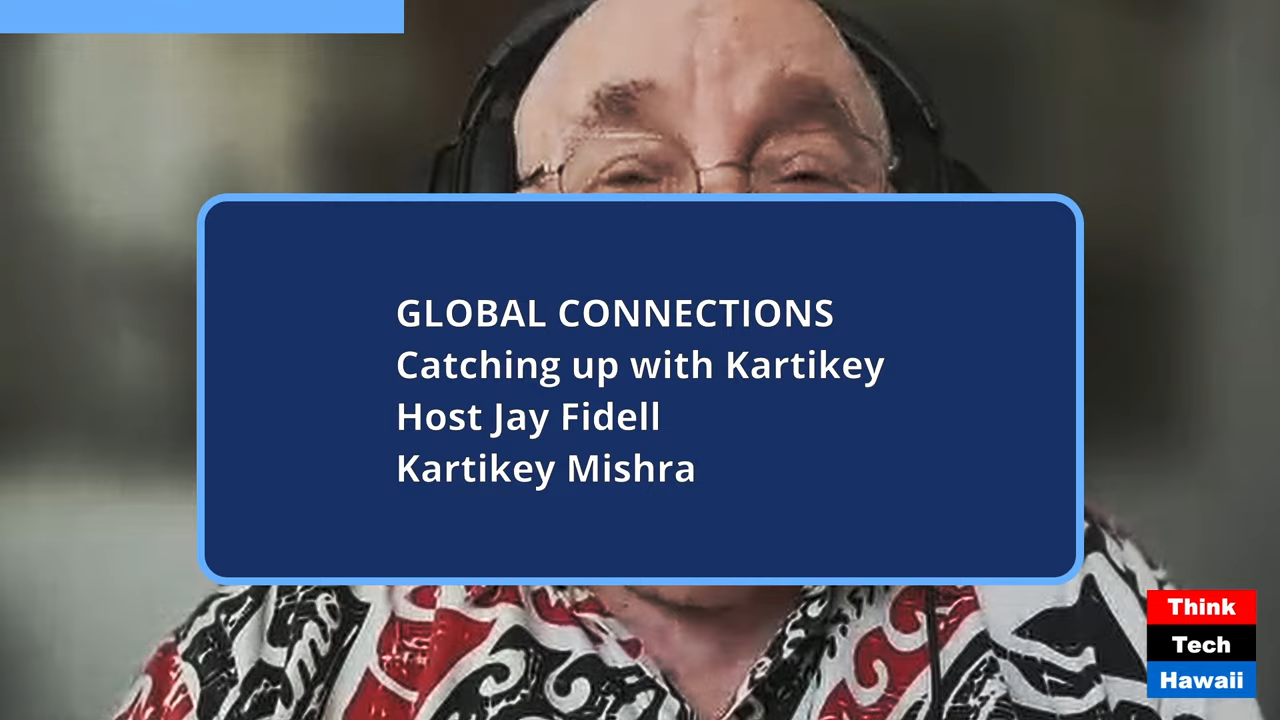 GLOBAL CONNECTIONS
Catching up with Kartikey
Host Jay Fidell
Kartikey Mishra
Think
Tech
Hawaii